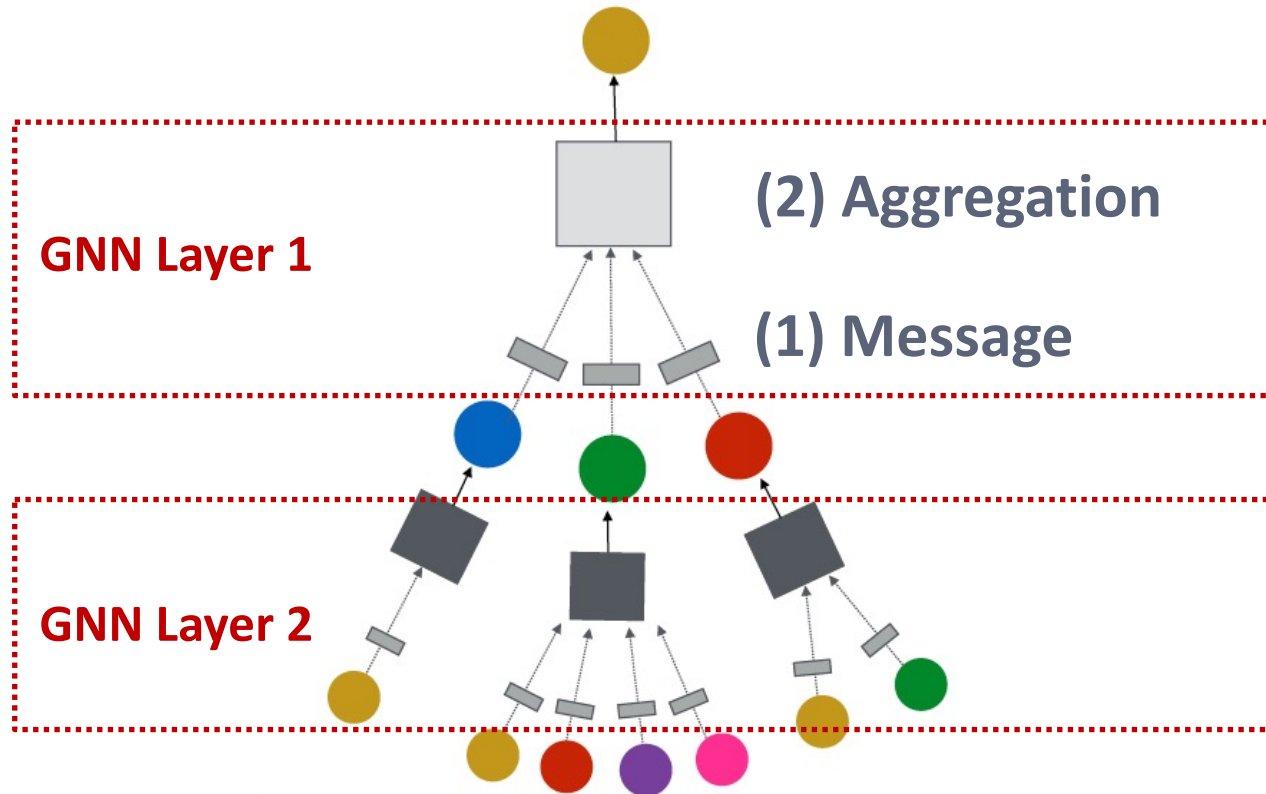 (2) Aggregation
GNN Layer 1
(1) Message
GNN Layer 2